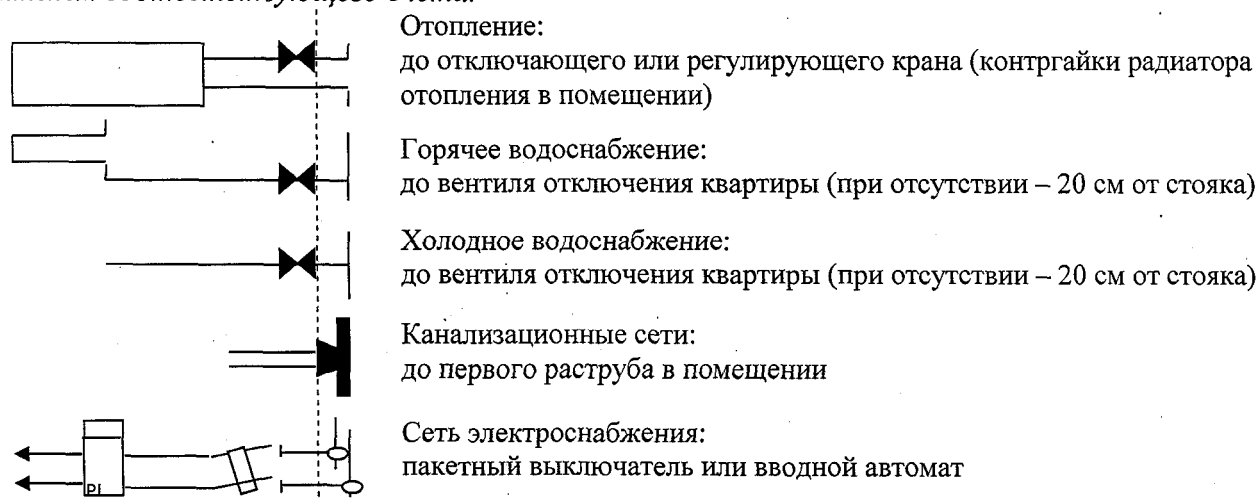 Отопление:
до отключающего или регулирующего крана (контргайки радиатора
отопления в помещении)
Горячее водоснабжение:
до вентиля отключения квартиры (при отсутствии – 20 см от стояка)
Холодное водоснабжение:
до вентиля отключения квартиры (при отсутствии – 20 см от стояка)
Канализационные сети:
до первого раструба в помещении
Сеть электроснабжения:
пакетный выключатель или вводной автомат
PI